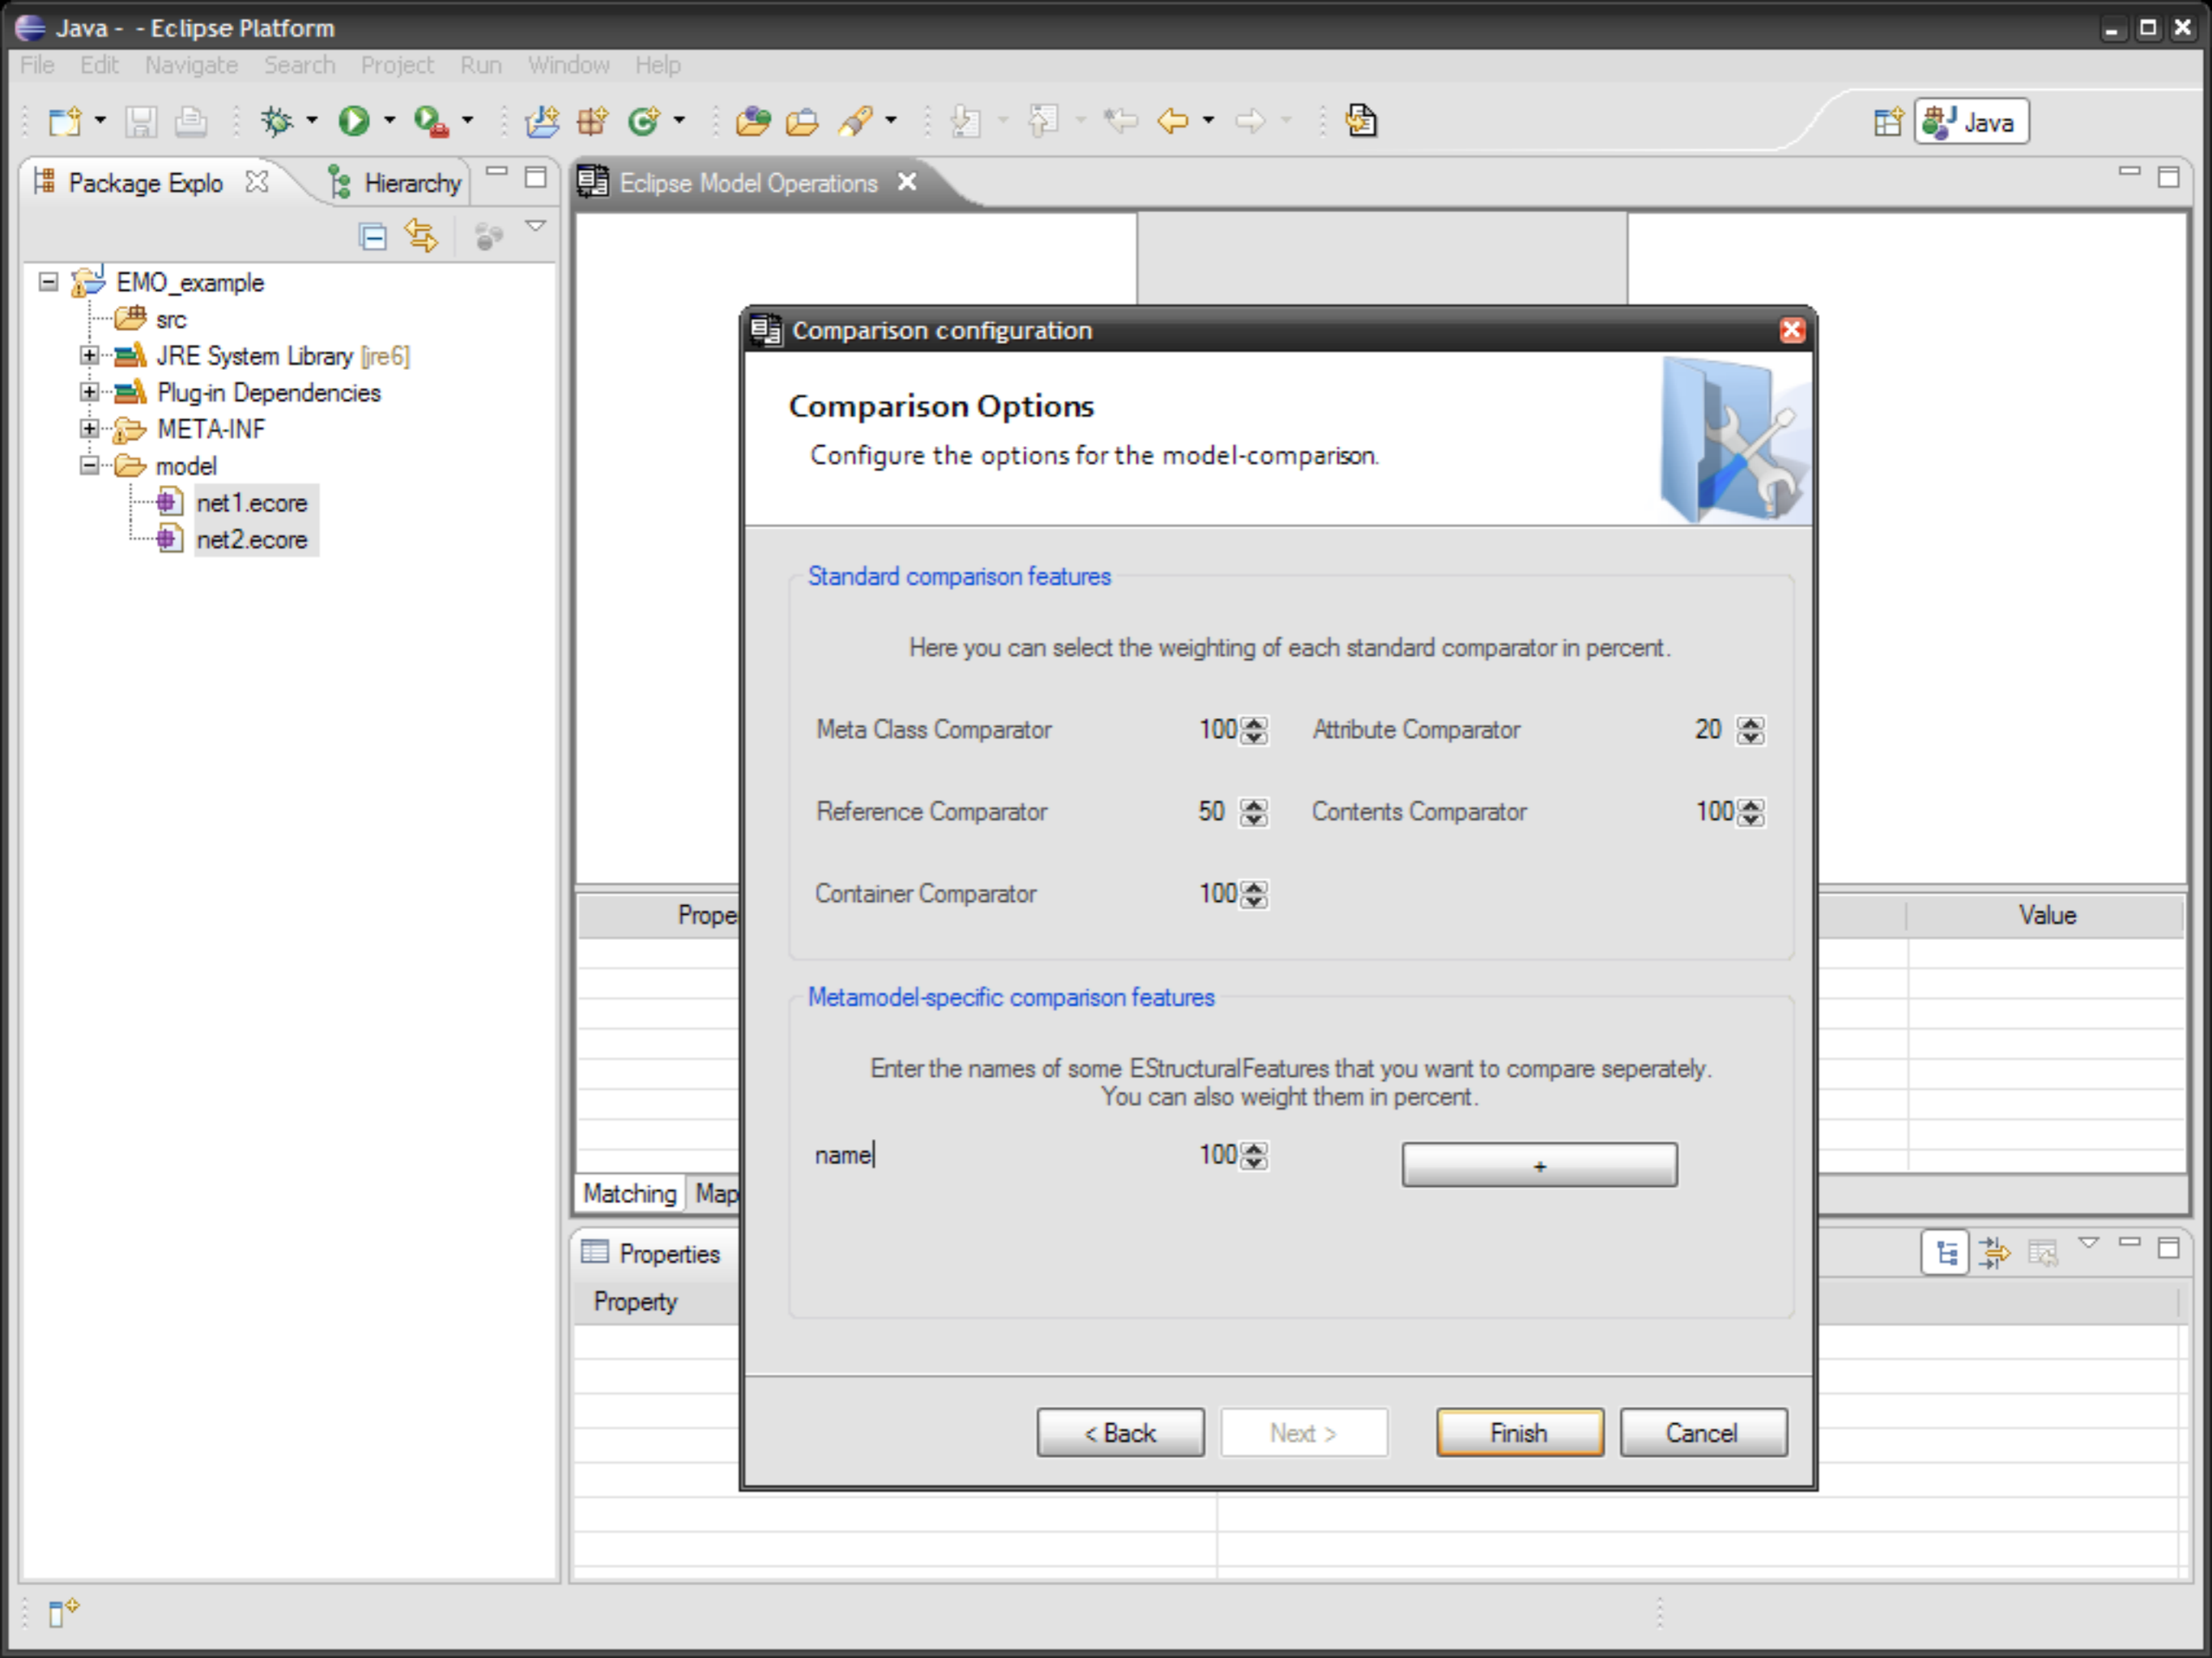 Java - - Eclipse Platform
File Edit Navigate Search Project Run Window Help
Java
Package Explo
Hierarchy
Eclipse Model Operations
EMO_example
src
JRE System Library [jre6]
Plug-in Dependencies
META-INF
model
net1.ecore
net2.ecore
Comparison configuration
Comparison Options
Configure the options for the model-comparison.
Standard comparison features
Here you can select the weighting of each standard comparator in percent.
Meta Class Comparator 100 Attribute Comparator 20
Reference Comparator 50 Contents Comparator 100
Container Comparator 100
Metamodel-specific comparison features
Enter the names of some EStructuralFeatures that you want to compare seperately.
You can also weight them in percent.
name 100 +
< Back Next > Finish Cancel
Prope Value
Matching Map
Properties
Property